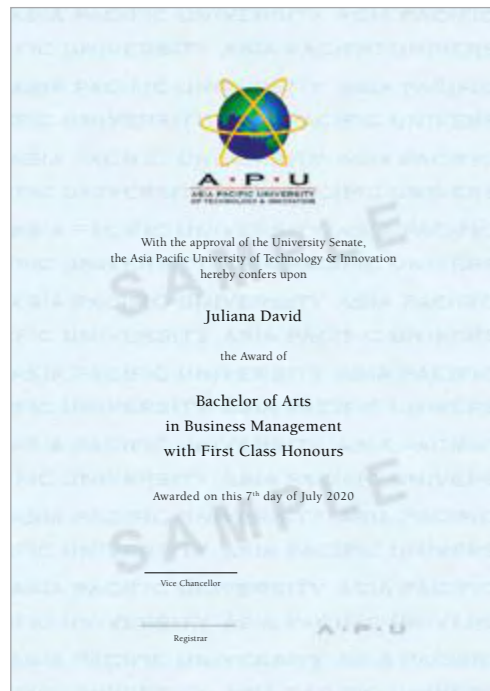 A · P · U
ASIA PACIFIC UNIVERSITY
OF TECHNOLOGY & INNOVATION
With the approval of the University Senate,
the Asia Pacific University of Technology & Innovation
hereby confers upon
Juliana David
the Award of
Bachelor of Arts
in Business Management
with First Class Honours
Awarded on this 7th day of July 2020
SAMPLE
SAMPLE
Vice Chancellor
Registrar
A · P · U